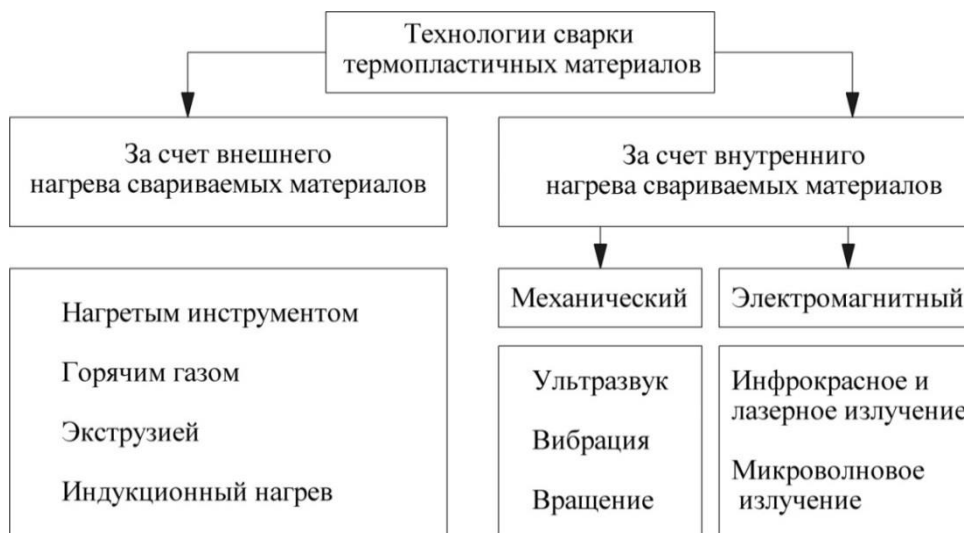 Технологии сварки
термопластичных материалов
За счет внешнего
нагрева свариваемых материалов
За счет внутренниго
нагрева свариваемых материалов
Нагретым инструментом
Горячим газом
Экструзией
Индукционный нагрев
Механический
Ультразвук
Вибрация
Вращение
Электромагнитный
Инфрокрасное и
лазерное излучение
Микроволновое
излучение